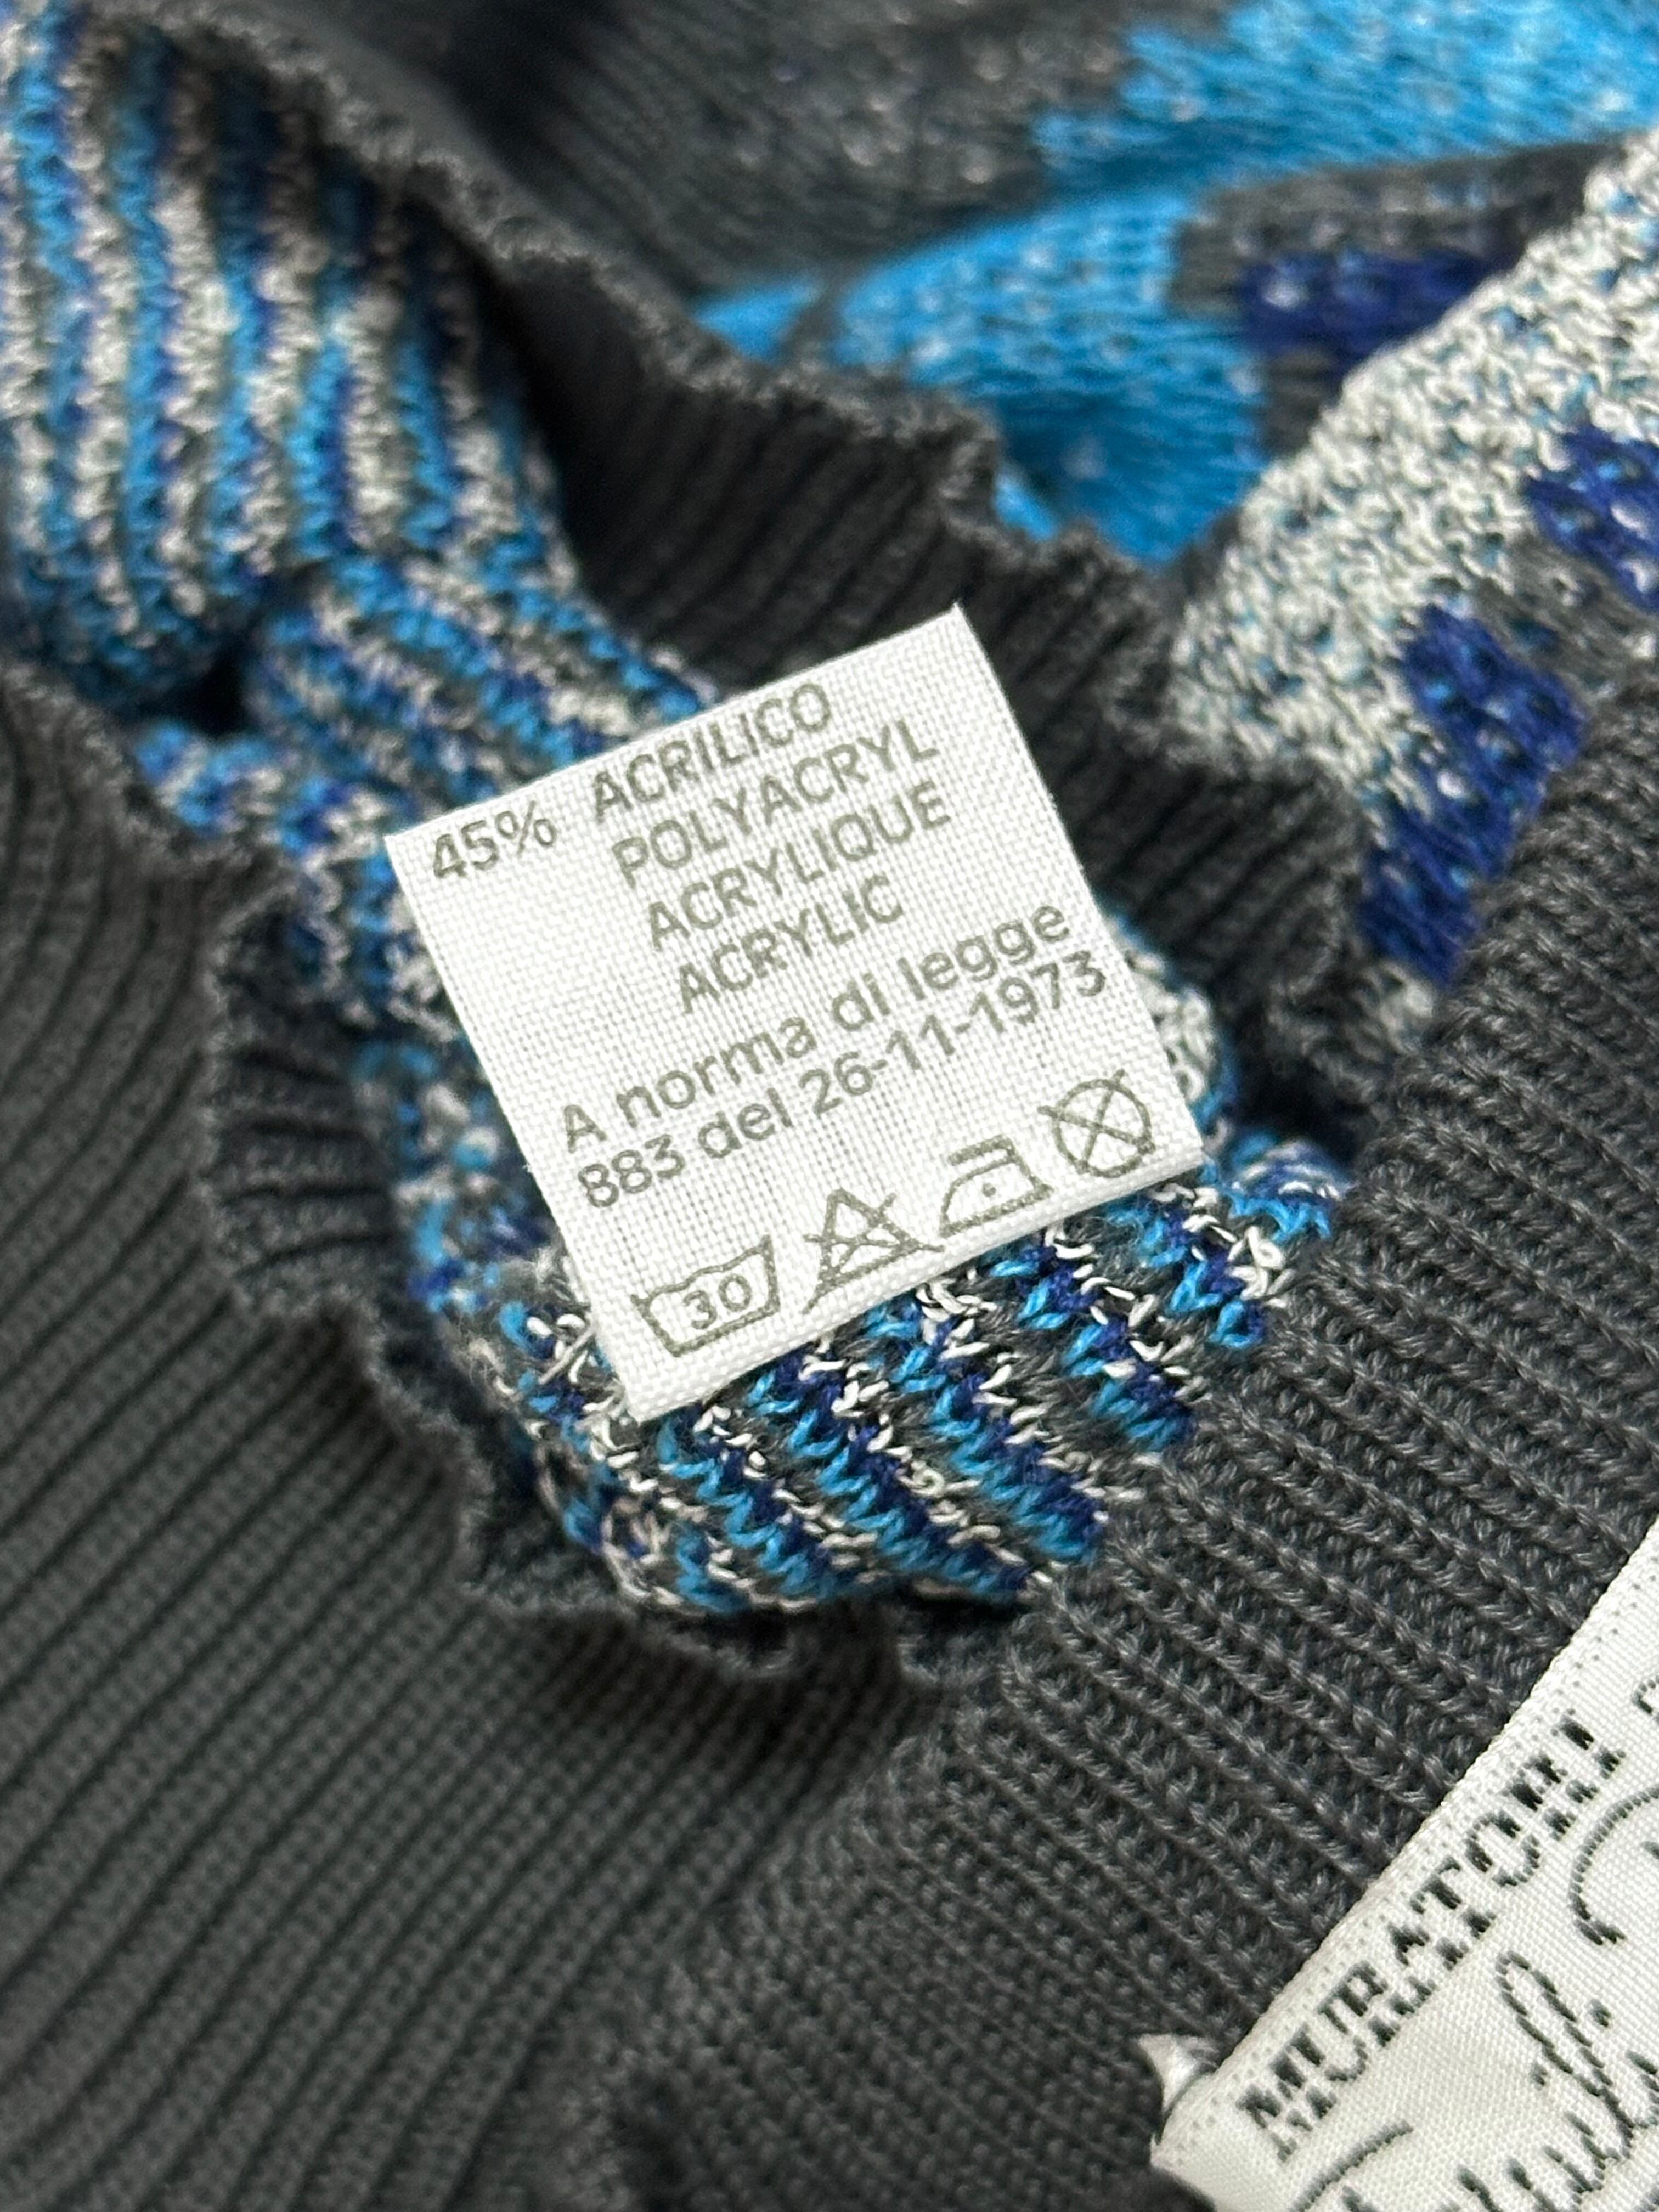 45% ACRILICO
POLYACRYL
ACRYLIQUE
ACRYLIC
A norma di legge
883 del 26-11-1973
30
MURATORI